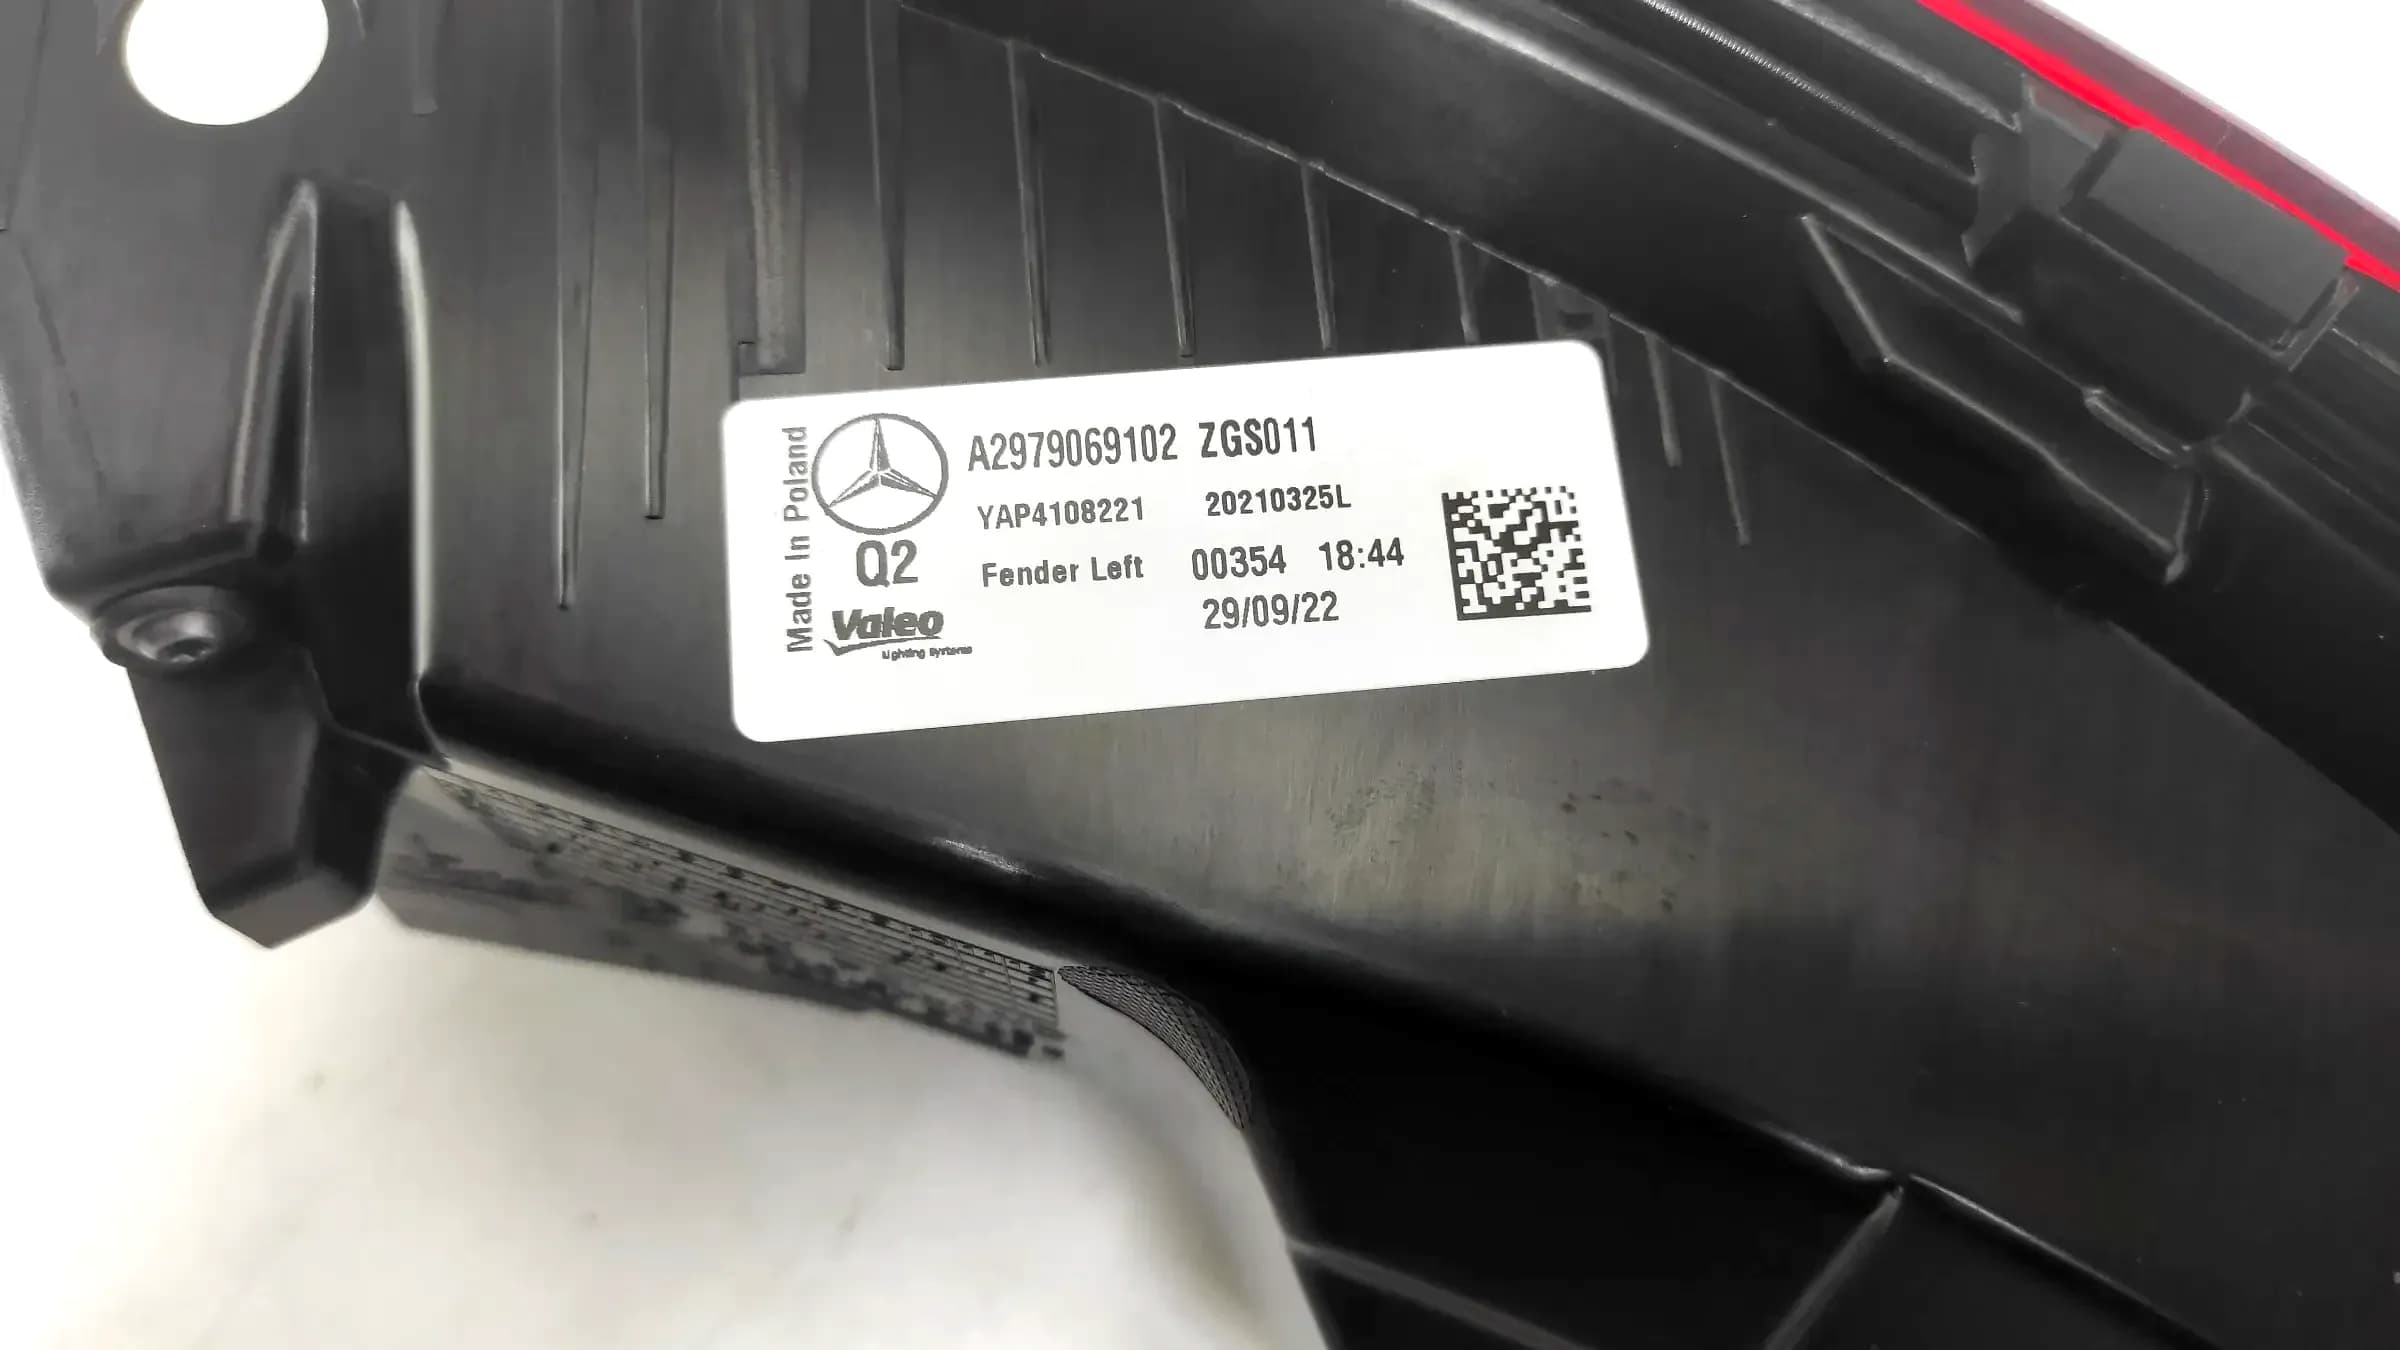 Made In Poland
A2979069102 ZGS011
YAP4108221 20210325L
Q2
Fender Left 00354 18:44
29/09/22
Valeo
Lighting Systems